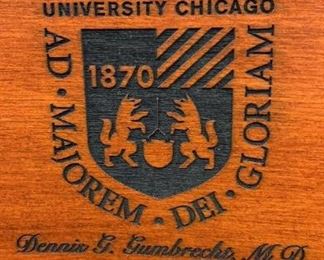 UNIVERSITY CHICAGO
AD • MAJOREM • DEI • GLORIAM
1870
Dennis G. Gumbrecht, M.D.